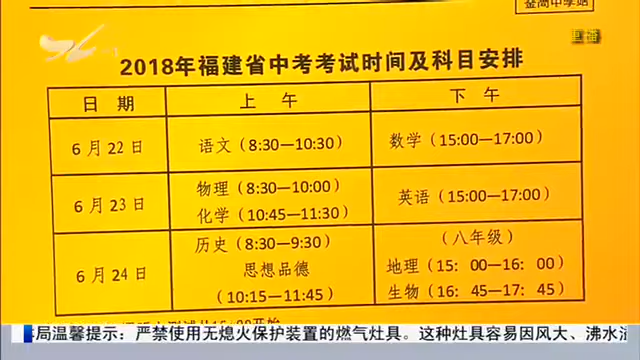 直播
2018年福建省中考考试时间及科目安排
日 期 上 午 下 午
6月22日 语文（8:30—10:30） 数学（15:00—17:00）
6月23日 物理（8:30—10:00） 化学（10:45—11:30） 英语（15:00—17:00）
6月24日 历史（8:30—9:30） 思想品德 （10:15—11:45） （八年级） 地理（15：00—16：00） 生物（16：45—17：45）
局温馨提示：严禁使用无熄火保护装置的燃气灶具。这种灶具容易因风大、沸水